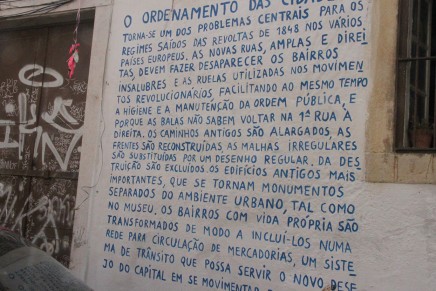 O ORDENAMENTO DAS CIDADES
TORNA-SE UM DOS PROBLEMAS CENTRAIS PARA OS
REGIMES SAÍDOS DAS REVOLTAS DE 1848 NOS VÁRIOS
PAÍSES EUROPEUS. AS NOVAS RUAS, AMPLAS E DIREI
TAS, DEVEM FAZER DESAPARECER OS BAIRROS
INSALUBRES E AS RUELAS UTILIZADAS NOS MOVIMEN
TOS REVOLUCIONÁRIOS, FACILITANDO AO MESMO TEMPO
A HIGIENE E A MANUTENÇÃO DA ORDEM PÚBLICA, E
PORQUE AS BALAS NÃO SABEM VOLTAR NA 1ª RUA À
DIREITA. OS CAMINHOS ANTIGOS SÃO ALARGADOS, AS
FRENTES SÃO RECONSTRUÍDAS, AS MALHAS IRREGULARES
SÃO SUBSTITUÍDAS POR UM DESENHO REGULAR. DA DES
TRUIÇÃO SÃO EXCLUÍDOS OS EDIFÍCIOS ANTIGOS MAIS
IMPORTANTES, QUE SE TORNAM MONUMENTOS
SEPARADOS DO AMBIENTE URBANO, TAL COMO
NO MUSEU. OS BAIRROS COM VIDA PRÓPRIA SÃO
TRANSFORMADOS DE MODO A INCLUÍ-LOS NUMA
REDE PARA CIRCULAÇÃO DE MERCADORIAS, UM SISTE
MA DE TRÂNSITO QUE POSSA SERVIR O NOVO DESE
JO DO CAPITAL EM SE MOVIMENTAR